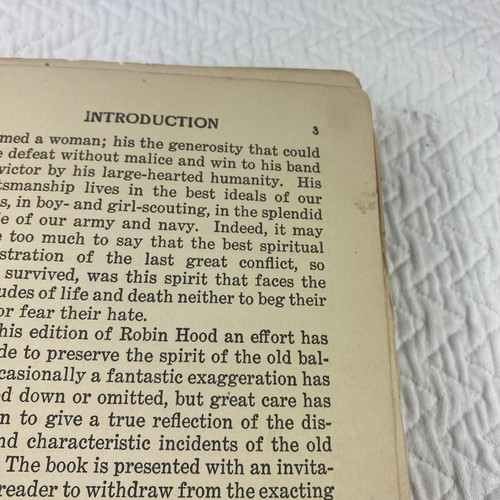 INTRODUCTION 3
med a woman; his the generosity that could
e defeat without malice and win to his band
victor by his large-hearted humanity. His
tsmanship lives in the best ideals of our
s, in boy- and girl-scouting, in the splendid
le of our army and navy. Indeed, it may
e too much to say that the best spiritual
stration of the last great conflict, so
survived, was this spirit that faces the
udes of life and death neither to beg their
or fear their hate.
his edition of Robin Hood an effort has
de to preserve the spirit of the old bal-
casionally a fantastic exaggeration has
ed down or omitted, but great care has
n to give a true reflection of the dis-
nd characteristic incidents of the old
The book is presented with an invita-
reader to withdraw from the exacting